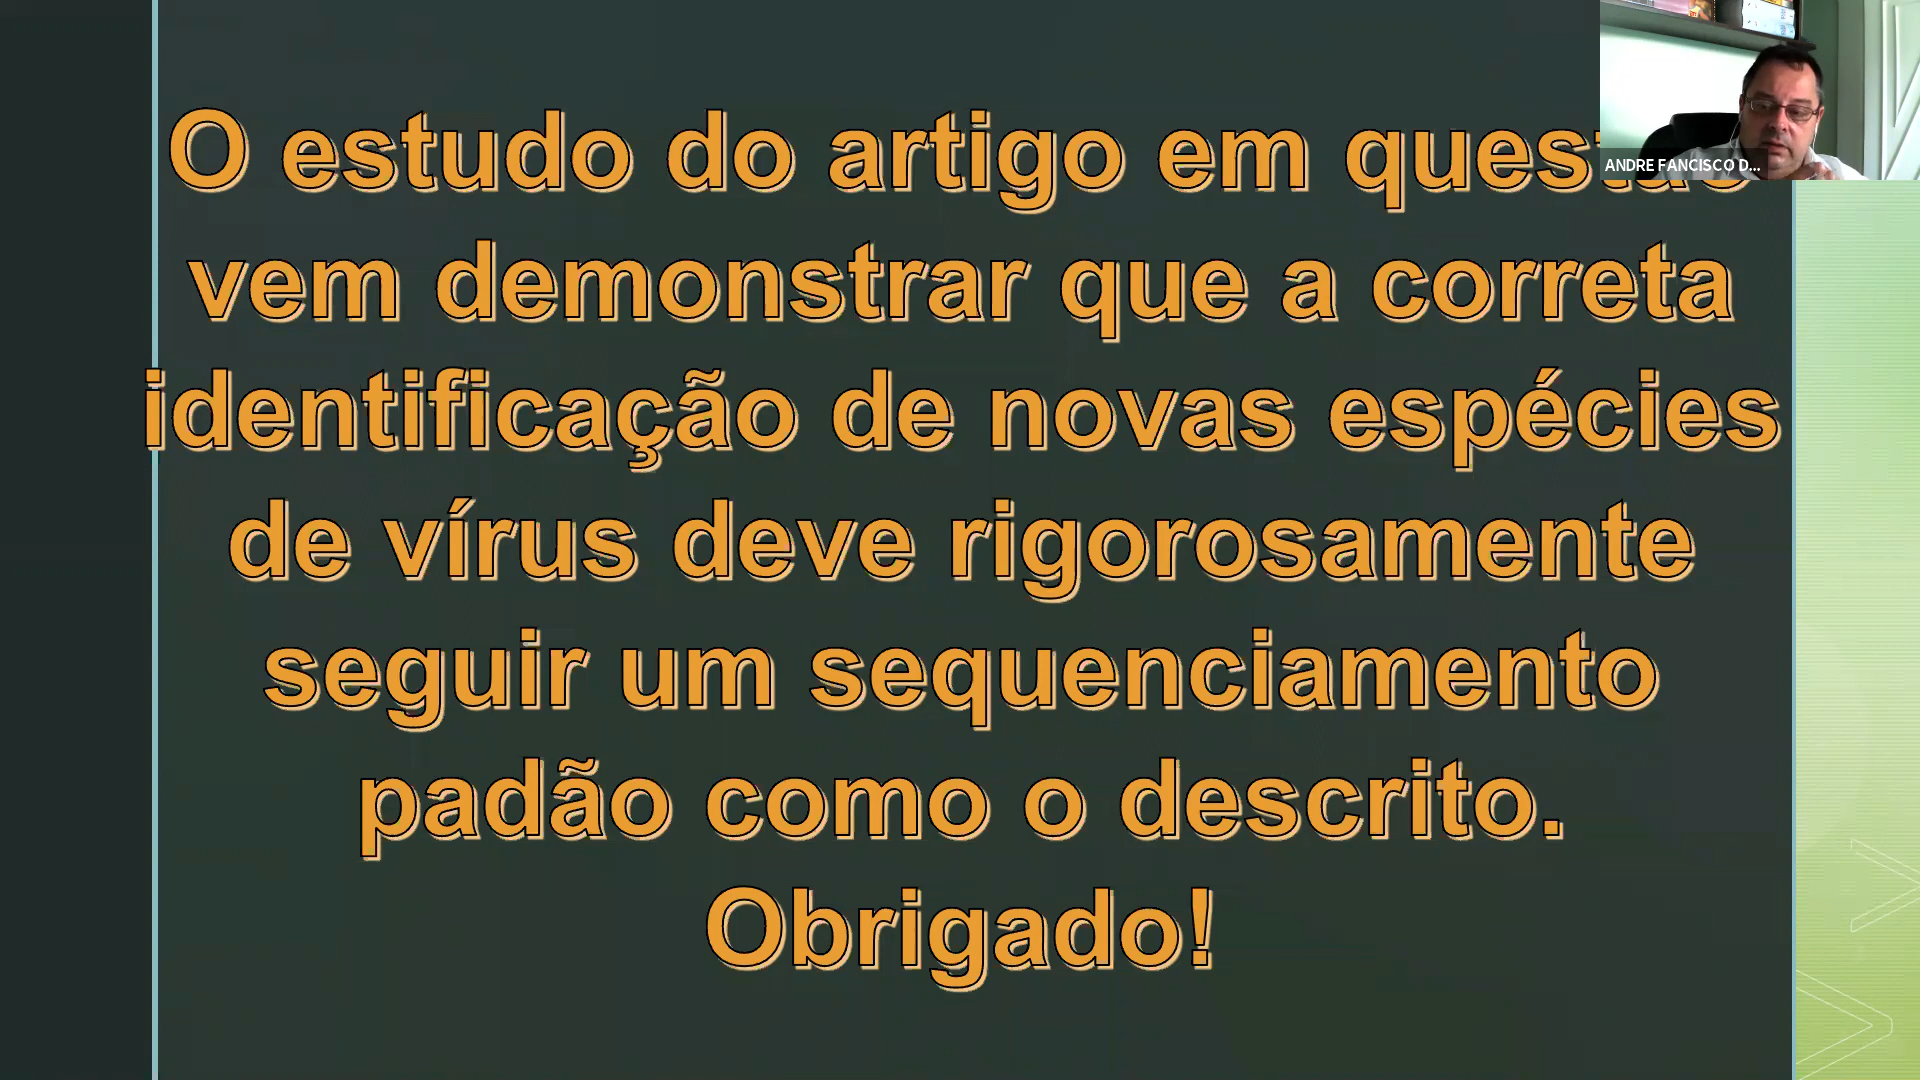 O estudo do artigo em questão
vem demonstrar que a correta
identificação de novas espécies
de vírus deve rigorosamente
seguir um sequenciamento
padão como o descrito.
Obrigado!
ANDRE FANCISCO D...